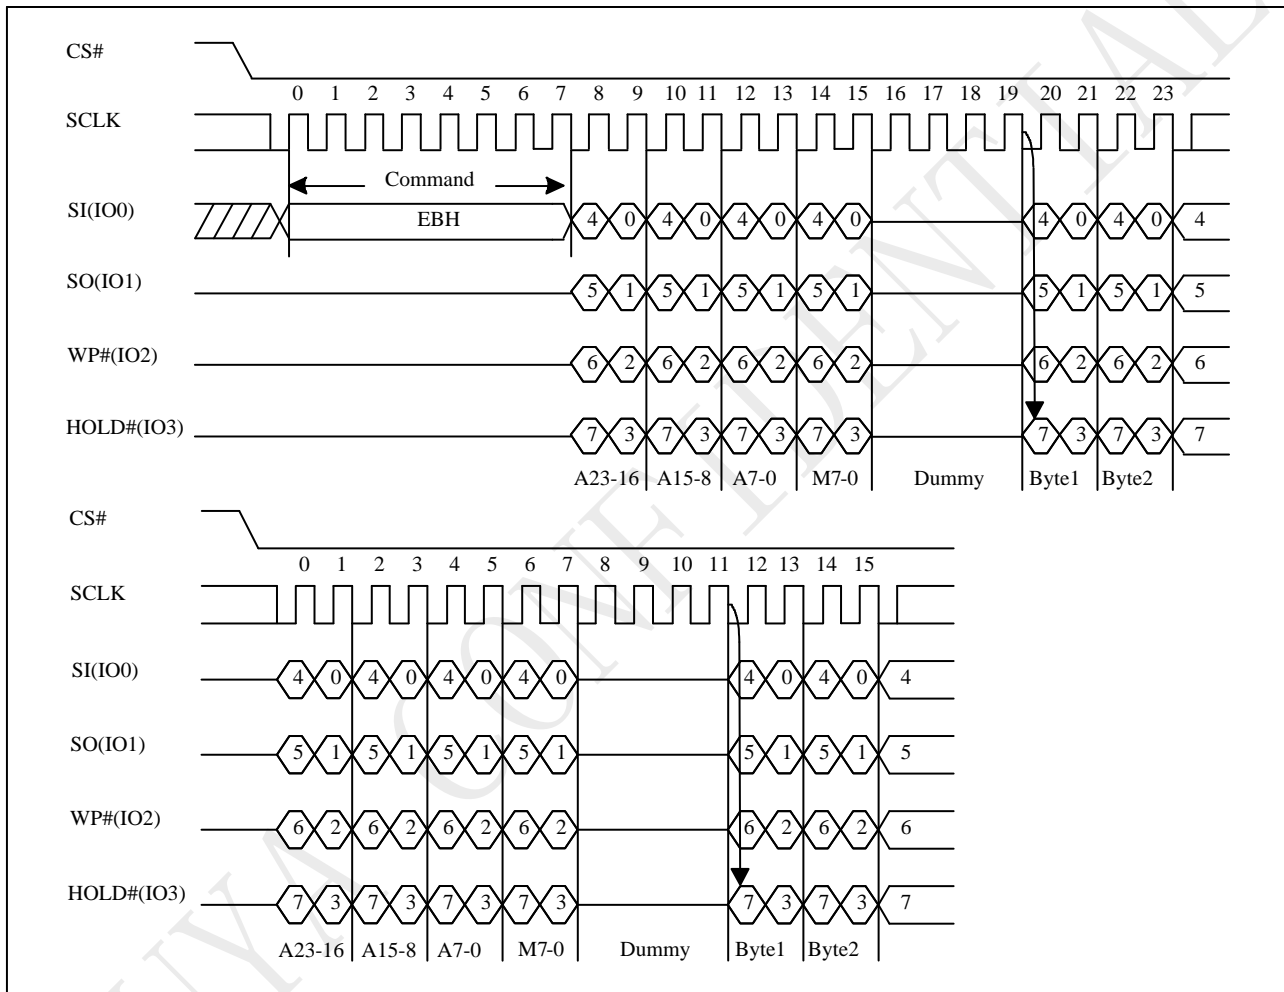 CS#
0 1 2 3 4 5 6 7 8 9 10 11 12 13 14 15 16 17 18 19 20 21 22 23
SCLK
Command
SI(IO0) EBH 4 0 4 0 4 0 4 0 4 0 4 0 4
SO(IO1) 5 1 5 1 5 1 5 1 5 1 5 1 5
WP#(IO2) 6 2 6 2 6 2 6 2 6 2 6 2 6
HOLD#(IO3) 7 3 7 3 7 3 7 3 7 3 7 3 7
A23-16 A15-8 A7-0 M7-0 Dummy Byte1 Byte2
CS#
0 1 2 3 4 5 6 7 8 9 10 11 12 13 14 15
SCLK
SI(IO0) 4 0 4 0 4 0 4 0 4 0 4 0 4
SO(IO1) 5 1 5 1 5 1 5 1 5 1 5 1 5
WP#(IO2) 6 2 6 2 6 2 6 2 6 2 6 2 6
HOLD#(IO3) 7 3 7 3 7 3 7 3 7 3 7 3 7
A23-16 A15-8 A7-0 M7-0 Dummy Byte1 Byte2
UYA CONFIDENTIAL